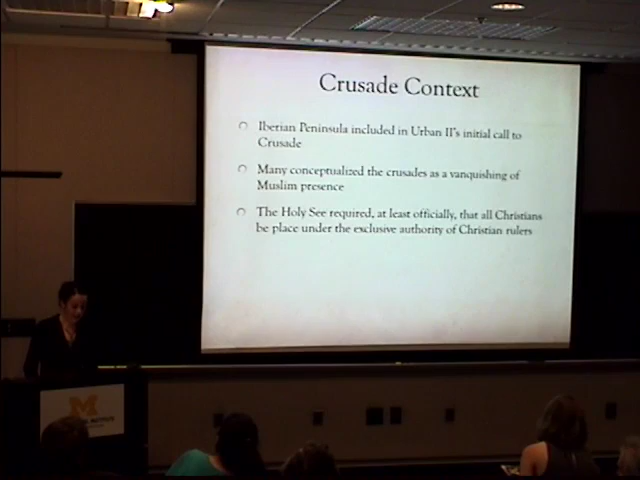 Crusade Context
Iberian Peninsula included in Urban II's initial call to
Crusade
Many conceptualized the crusades as a vanquishing of
Muslim presence
The Holy See required, at least officially, that all Christians
be place under the exclusive authority of Christian rulers
M